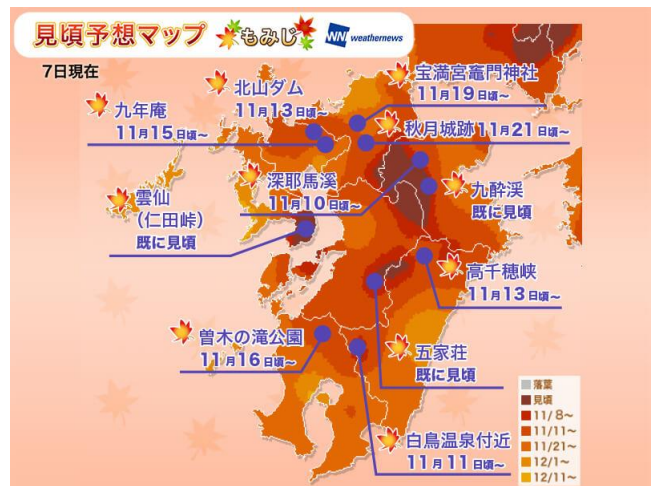 見頃予想マップ もみじ WNI weathernews
7日現在
北山ダム
11月13日頃～
宝満宮竈門神社
11月19日頃～
九年庵
11月15日頃～
秋月城跡 11月21日頃～
深耶馬溪
11月10日頃～
九酔渓
既に見頃
雲仙
（仁田峠）
既に見頃
高千穂峡
11月13日頃～
曽木の滝公園
11月16日頃～
五家荘
既に見頃
白鳥温泉付近
11月11日頃～
落葉
見頃
11/8～
11/11～
11/21～
12/1～
12/11～